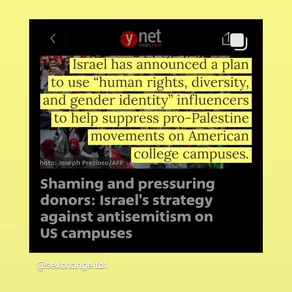 ynet
news.com
Israel has announced a plan
to use “human rights, diversity,
and gender identity” influencers
to help suppress pro-Palestine
movements on American
college campuses.
hoto: Joseph Prezioso/AFP
Shaming and pressuring
donors: Israel's strategy
against antisemitism on
US campuses
@sexchange.tbt